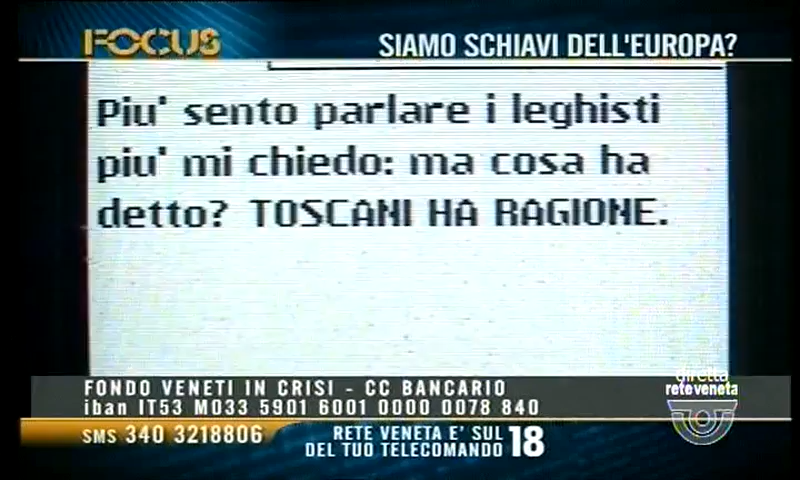 FOCUS
SIAMO SCHIAVI DELL'EUROPA?
Piu' sento parlare i leghisti
piu' mi chiedo: ma cosa ha
detto? TOSCANI HA RAGIONE.
FONDO VENETI IN CRISI - CC BANCARIO
iban IT53 M033 5901 6001 0000 0078 840
diretta
reteveneta
SMS 340 3218806
RETE VENETA E' SUL
DEL TUO TELECOMANDO 18